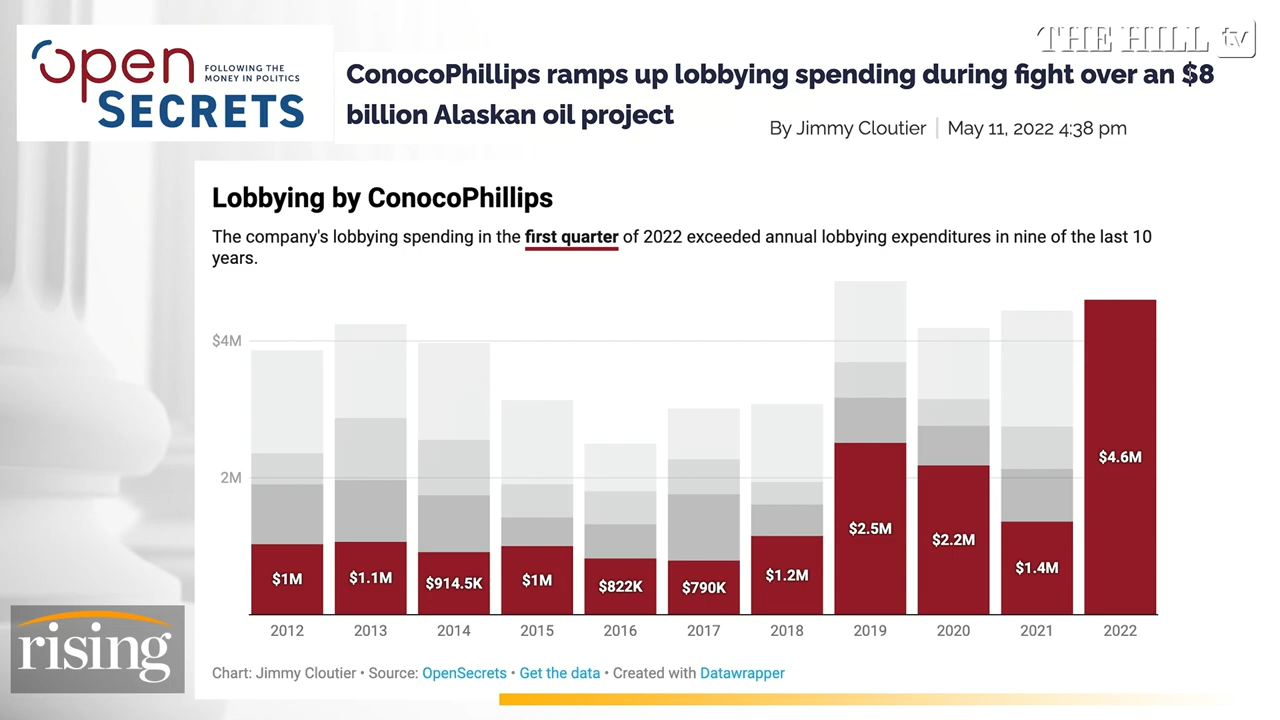 open
FOLLOWING THE
MONEY IN POLITICS
SECRETS
THE HILL tv
ConocoPhillips ramps up lobbying spending during fight over an $8
billion Alaskan oil project
By Jimmy Cloutier | May 11, 2022 4:38 pm
Lobbying by ConocoPhillips
The company's lobbying spending in the first quarter of 2022 exceeded annual lobbying expenditures in nine of the last 10
years.
$4M
2M
$1M $1.1M $914.5K $1M $822K $790K $1.2M $2.5M $2.2M $1.4M $4.6M
2012 2013 2014 2015 2016 2017 2018 2019 2020 2021 2022
Chart: Jimmy Cloutier • Source: OpenSecrets • Get the data • Created with Datawrapper
rising